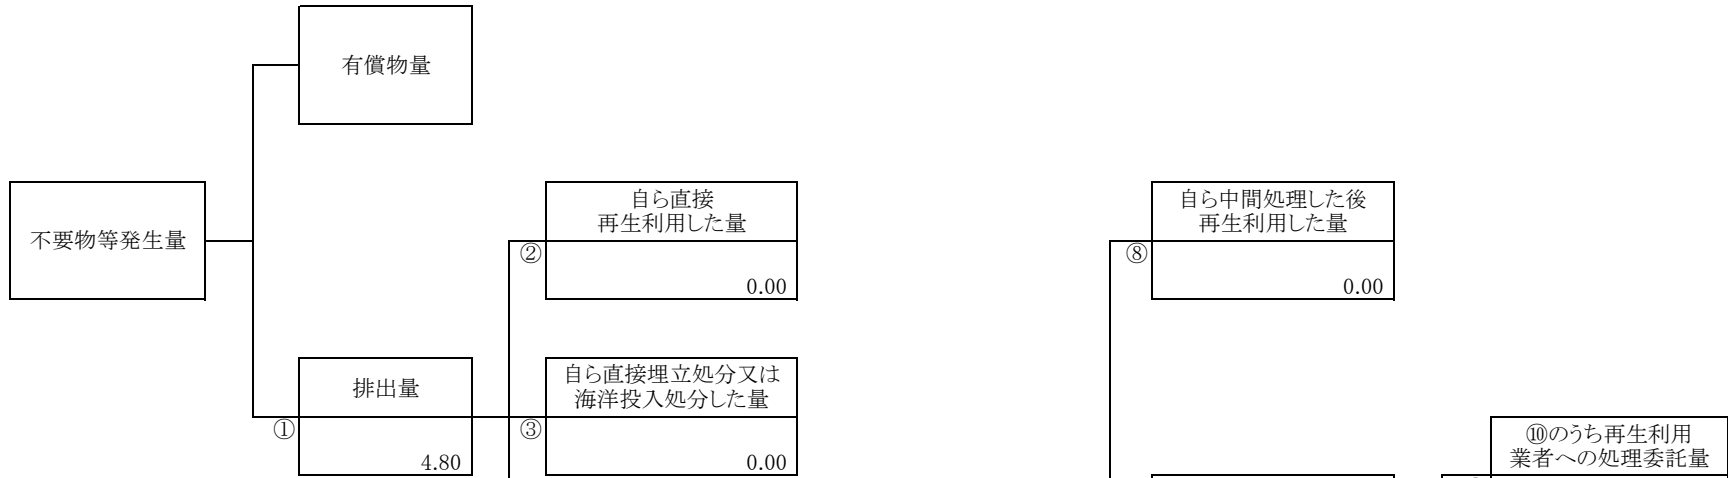 有償物量
不要物等発生量
自ら直接
再生利用した量
②
0.00
自ら中間処理した後
再生利用した量
⑧
0.00
排出量
①
4.80
自ら直接埋立処分又は
海洋投入処分した量
③
0.00
⑩のうち再生利用
業者への処理委託量